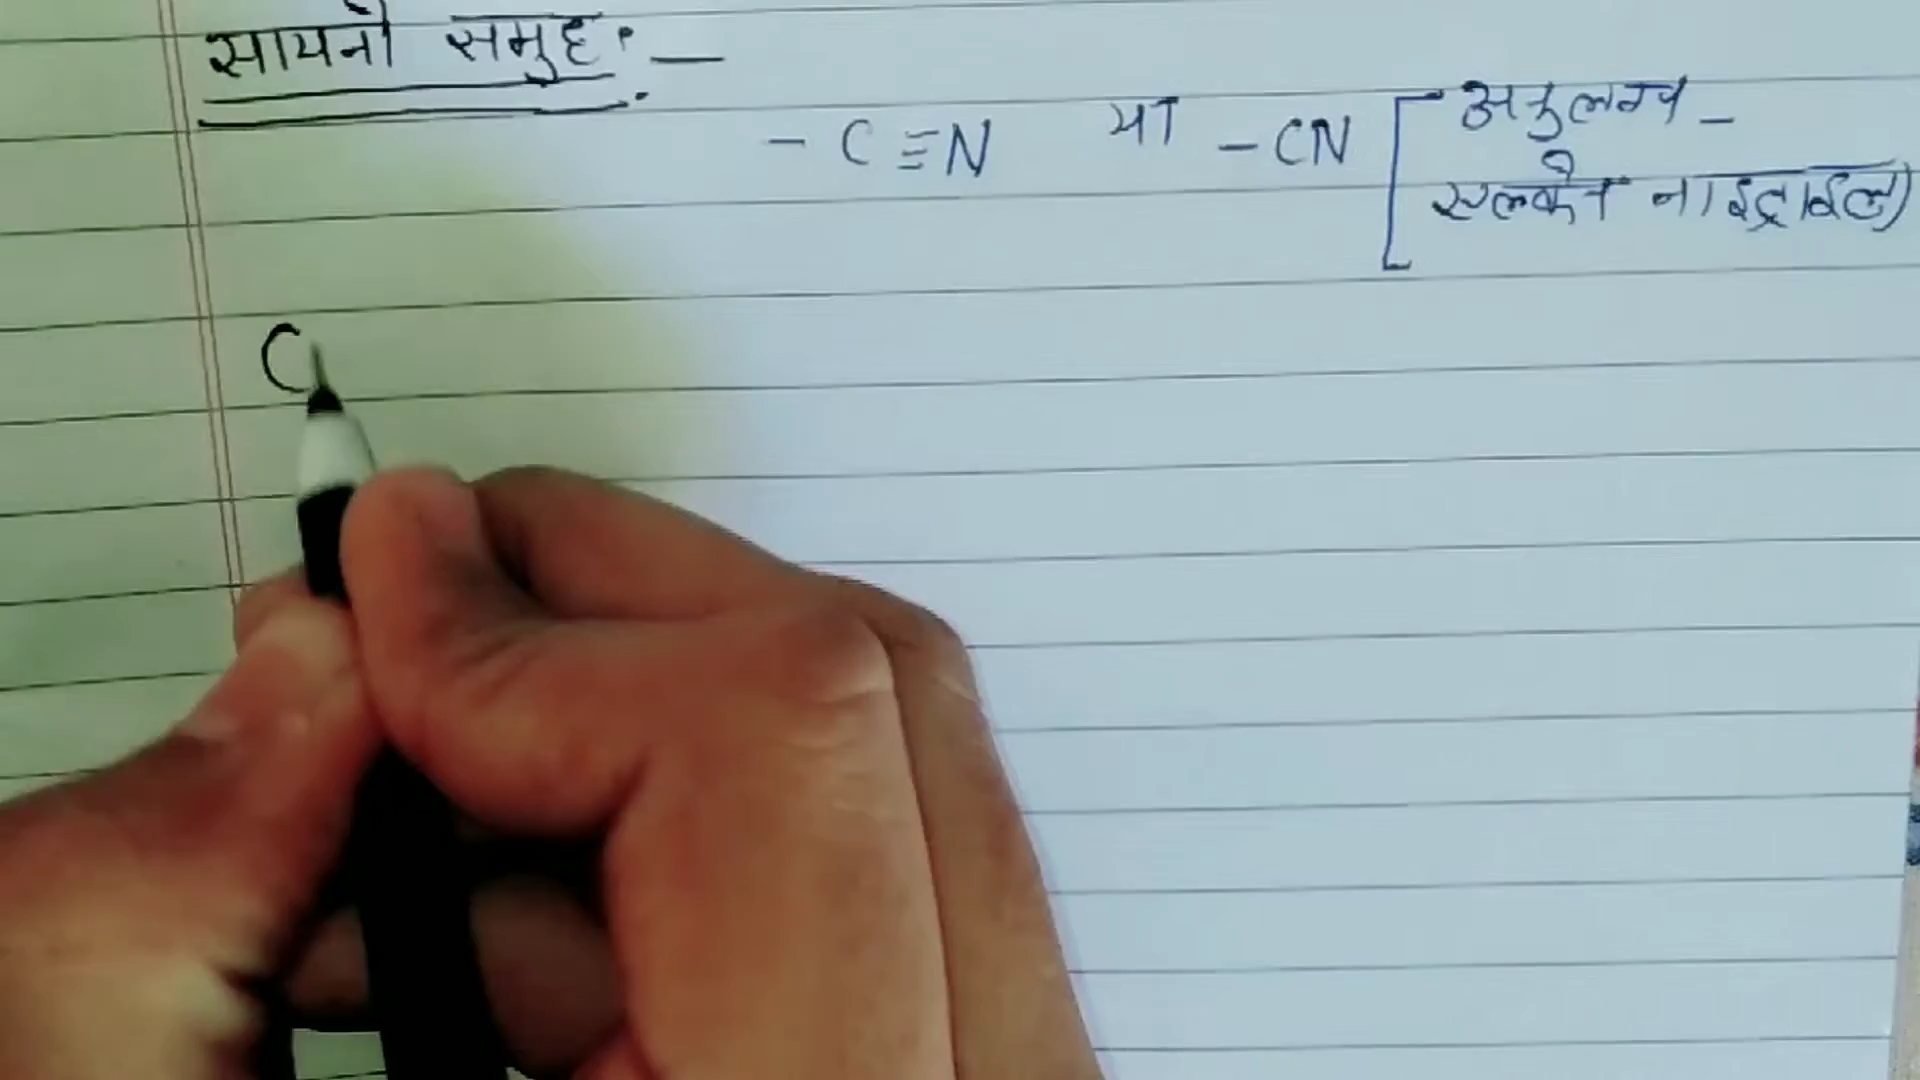 सायनो समुह : —
– C≡N या – CN [ अनुलग्न –
एल्केन नाइट्राइल)
C